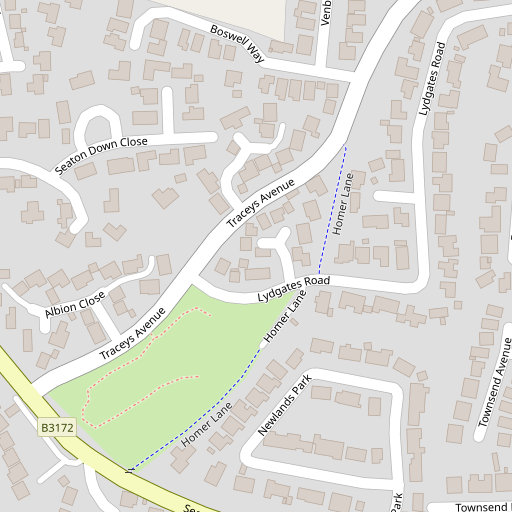 Boswell Way
Venb
Lydgates Road
Seaton Down Close
Traceys Avenue
Homer Lane
Albion Close
Lydgates Road
Homer Lane
Traceys Avenue
Townsend Avenue
Newlands Park
B3172
Homer Lane
Park
Se
Townsend